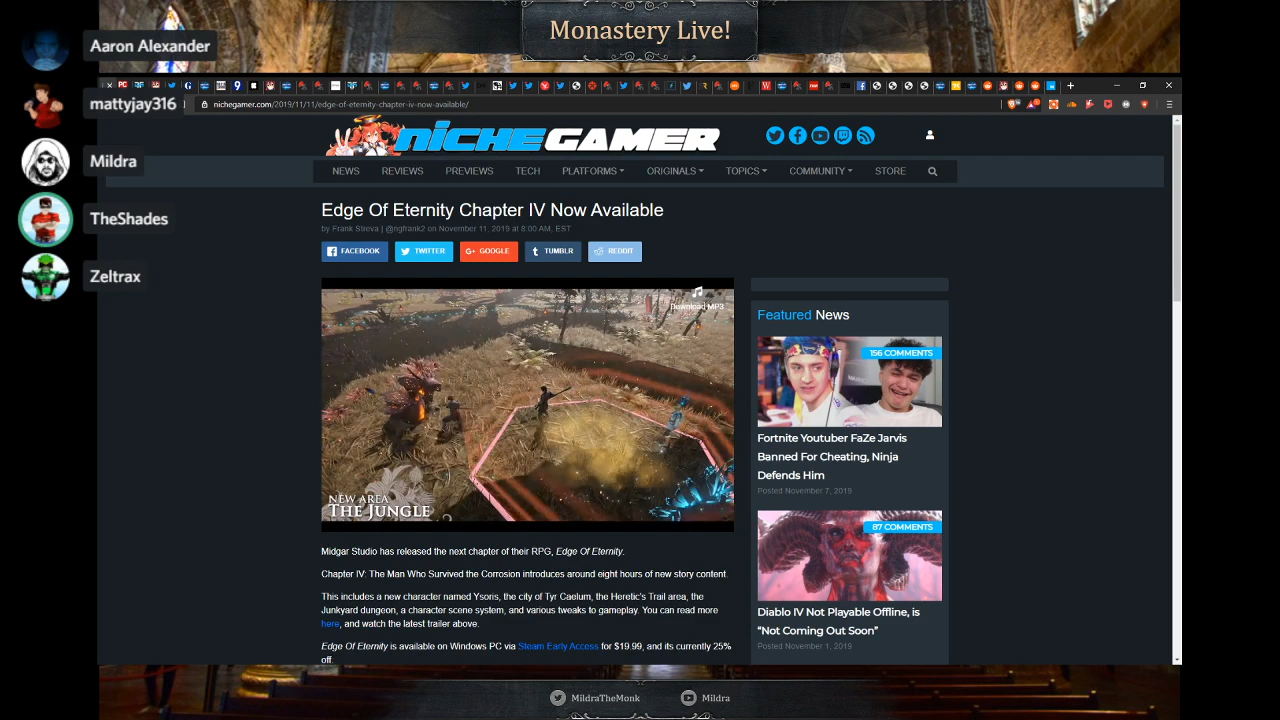 Monastery Live!
Aaron Alexander
mattyjay316
Mildra
TheShades
Zeltrax
nichegamer.com/2019/11/11/edge-of-eternity-chapter-iv-now-available/
NICHEGAMER
NEWS REVIEWS PREVIEWS TECH PLATFORMS ORIGINALS TOPICS COMMUNITY STORE
Edge Of Eternity Chapter IV Now Available
by Frank Streva | @ngfrank2 on November 11, 2019 at 8:00 AM, EST
FACEBOOK TWITTER G+ GOOGLE TUMBLR REDDIT
Download MP3
NEW AREA
THE JUNGLE
Midgar Studio has released the next chapter of their RPG, Edge Of Eternity.
Chapter IV: The Man Who Survived the Corrosion introduces around eight hours of new story content.
This includes a new character named Ysoris, the city of Tyr Caelum, the Heretic's Trail area, the
Junkyard dungeon, a character scene system, and various tweaks to gameplay. You can read more
here, and watch the latest trailer above.
Edge Of Eternity is available on Windows PC via Steam Early Access for $19.99, and its currently 25%
off.
Featured News
156 COMMENTS
Fortnite Youtuber FaZe Jarvis
Banned For Cheating, Ninja
Defends Him
Posted November 7, 2019
87 COMMENTS
Diablo IV Not Playable Offline, is
“Not Coming Out Soon”
Posted November 1, 2019
MildraTheMonk
Mildra